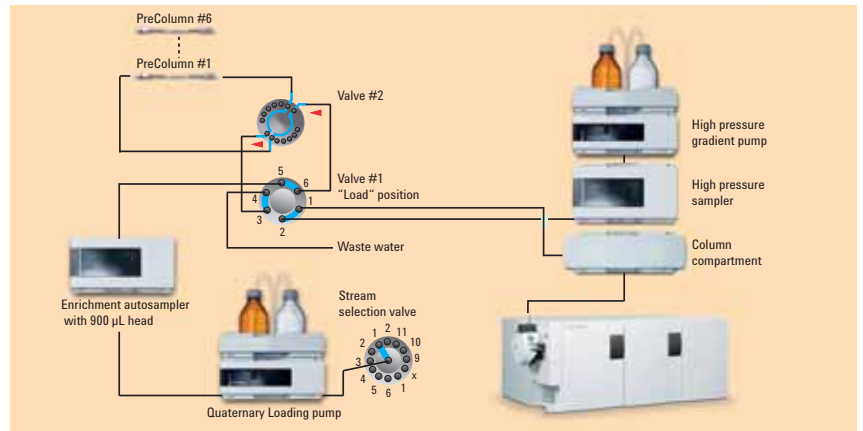 PreColumn #6
PreColumn #1
Valve #2
5
6
Valve #1
"Load" position
4
1
3
2
Waste water
High pressure
gradient pump
High pressure
sampler
Column
compartment
Enrichment autosampler
with 900 µL head
Stream
selection valve
1 2 11
2 10
3 9
4 x
5 6 1
Quaternary Loading pump